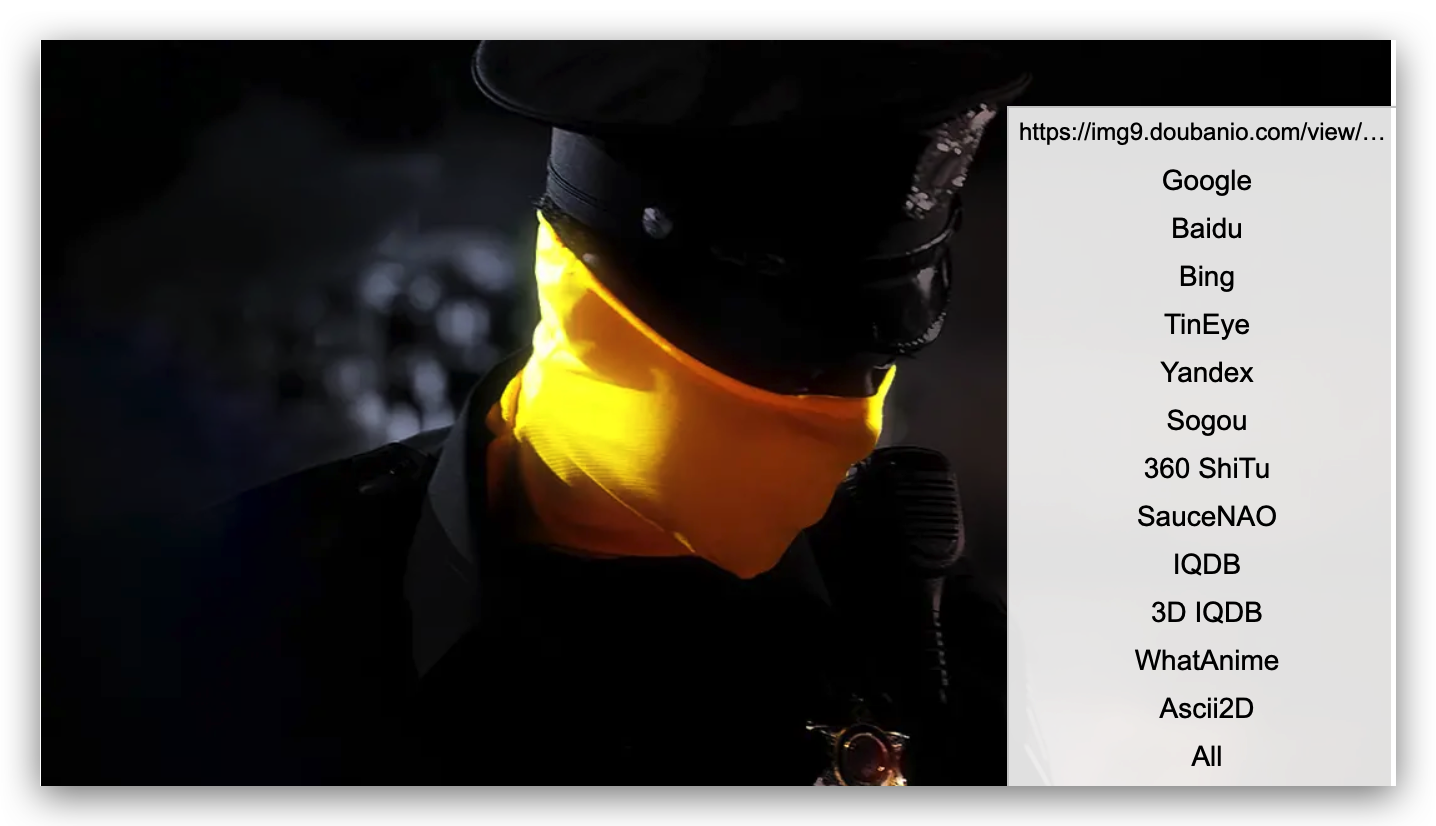 https://img9.doubanio.com/view/…
Google
Baidu
Bing
TinEye
Yandex
Sogou
360 ShiTu
SauceNAO
IQDB
3D IQDB
WhatAnime
Ascii2D
All